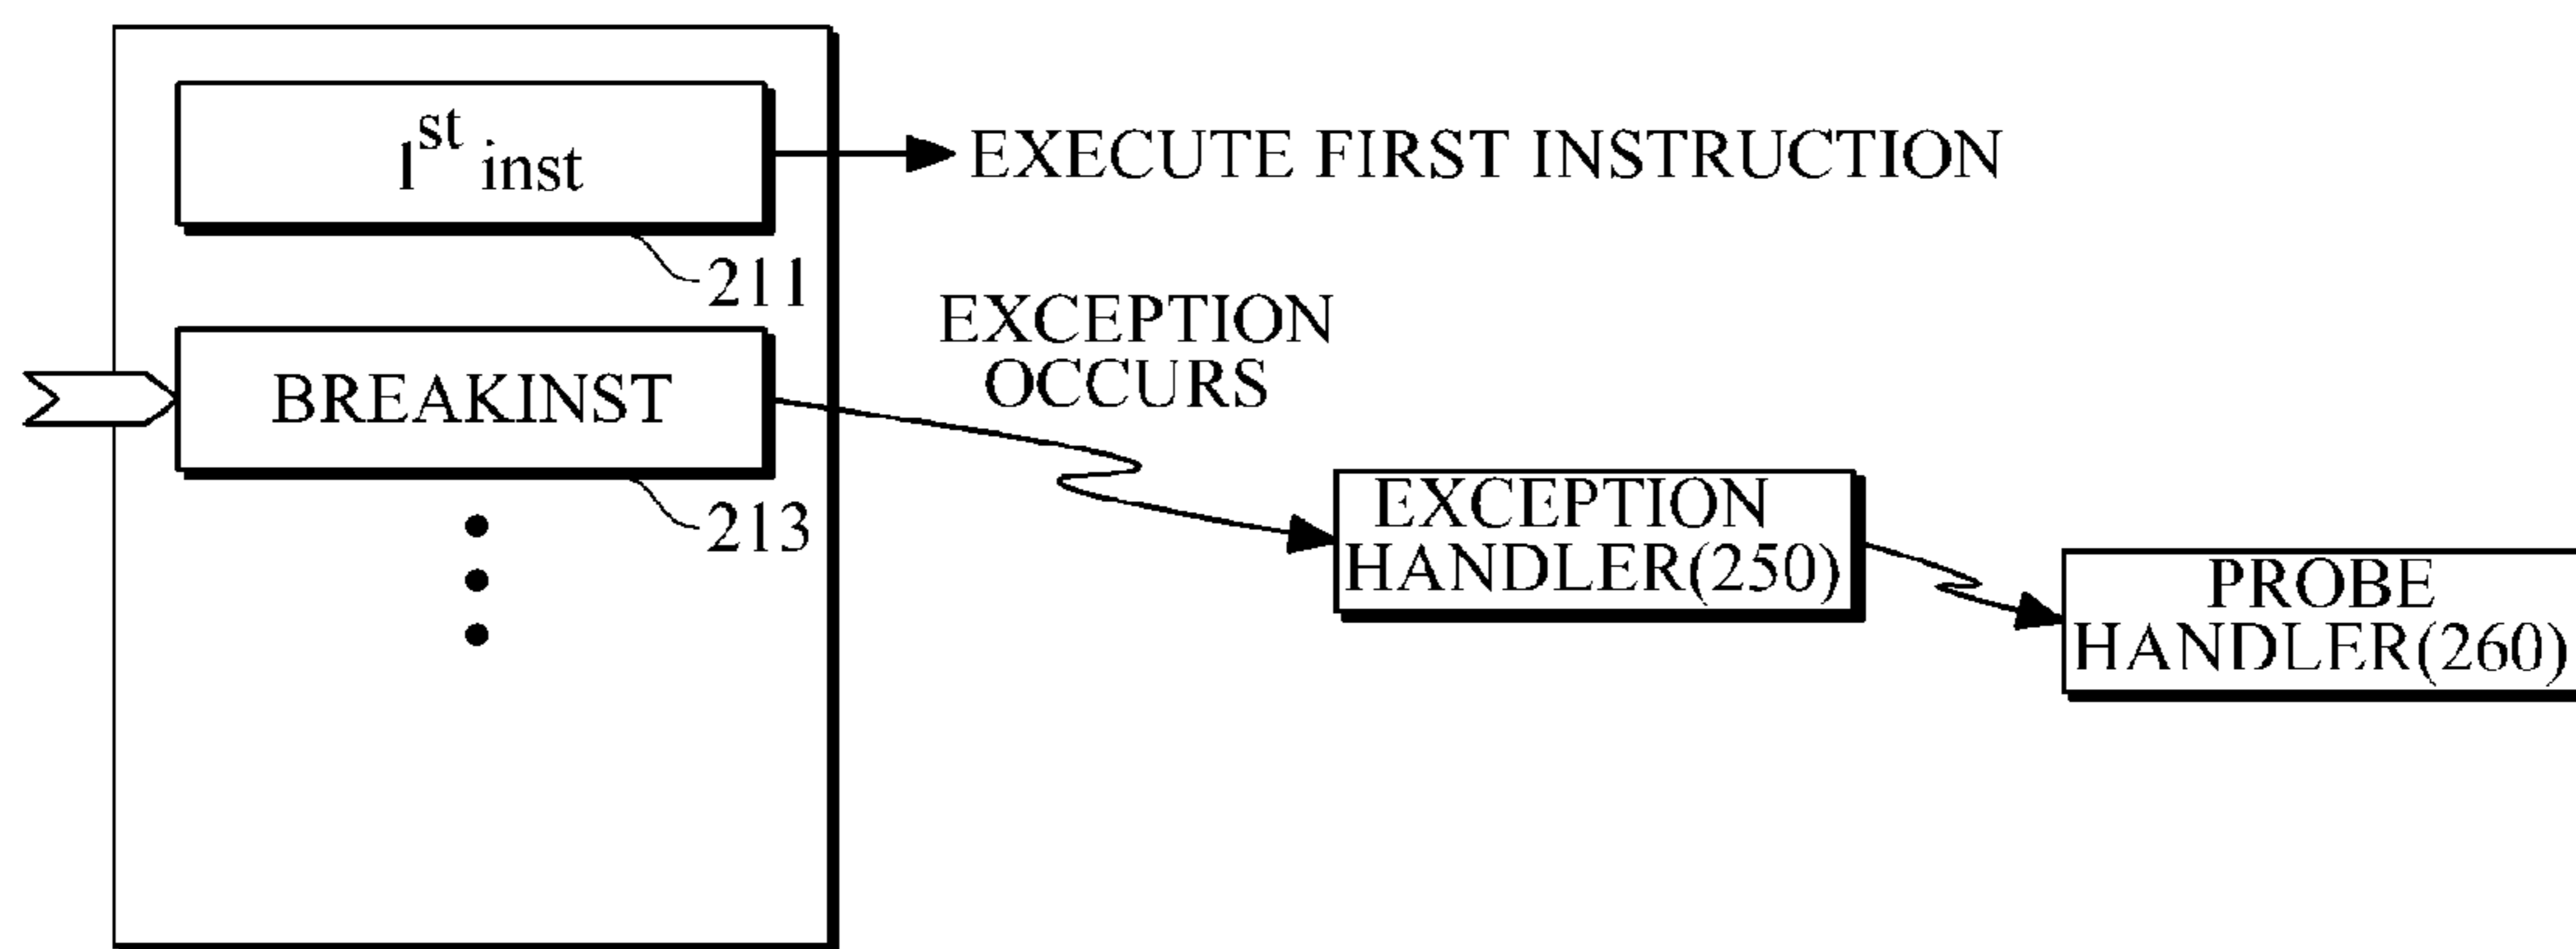 1st inst
EXECUTE FIRST INSTRUCTION
211
EXCEPTION
OCCURS
BREAKINST
213
EXCEPTION
HANDLER(250)
PROBE
HANDLER(260)